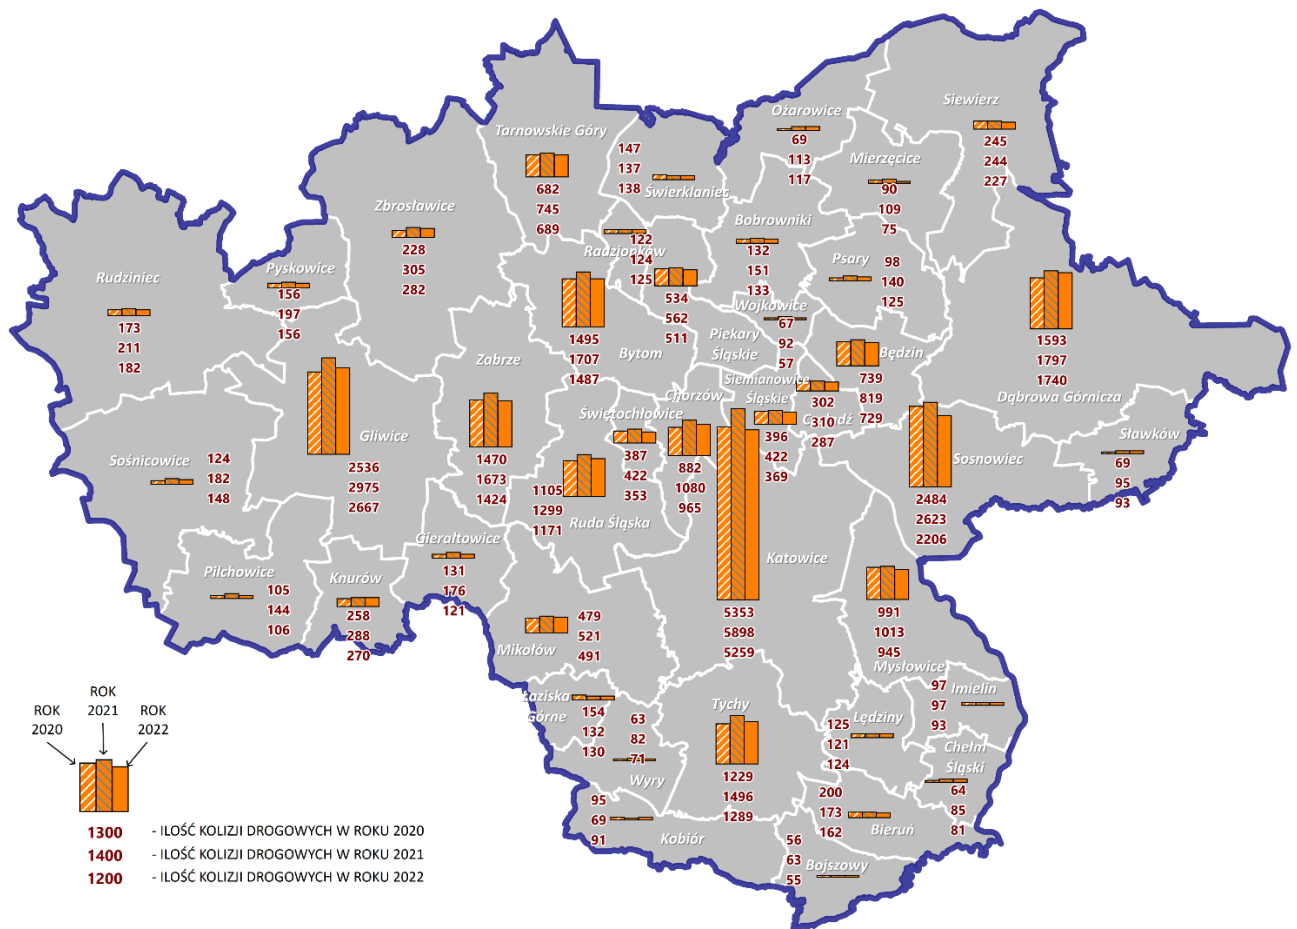 Siewierz
245
244
227
Ożarowice
69
113
117
Tarnowskie Góry
682
745
689
147
137
138
Świerklaniec
Mierzęcice
90
109
75
Zbrosławice
228
305
282
Bobrowniki
132
151
133
Radzionków
122
124
125
Psary
98
140
125
Pyskowice
156
197
156
Rudziniec
173
211
182
534
562
511
Piekary
Śląskie
Wojkowice
67
92
57
1495
1707
1487
Bytom
1593
1797
1740
Dąbrowa Górnicza
Będzin
739
819
729
Zabrze
1470
1673
1424
Siemianowice
Śląskie
396
422
369
302
310
287
Czeladź
Chorzów
882
1080
965
Świętochłowice
387
422
353
Gliwice
2536
2975
2667
Sośnicowice
124
182
148
Sławków
69
95
93
Sosnowiec
2484
2623
2206
1105
1299
1171
Ruda Śląska
Gierałtowice
131
176
121
Katowice
5353
5898
5259
Pilchowice
105
144
106
Knurów
258
288
270
991
1013
945
Mysłowice
479
521
491
Mikołów
97
97
93
Imielin
Łaziska
Górne
154
132
130
63
82
71
Wyry
Tychy
1229
1496
1289
Lędziny
125
121
124
Chełm
Śląski
64
85
81
200
173
162
Bieruń
95
69
91
Kobiór
56
63
55
Bojszowy
ROK
2020
ROK
2021
ROK
2022
1300 - ILOŚĆ KOLIZJI DROGOWYCH W ROKU 2020
1400 - ILOŚĆ KOLIZJI DROGOWYCH W ROKU 2021
1200 - ILOŚĆ KOLIZJI DROGOWYCH W ROKU 2022